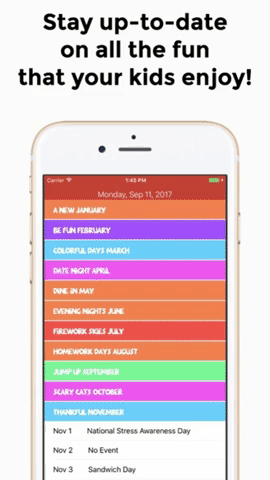 Stay up-to-date
on all the fun
that your kids enjoy!
Carrier 1:45 PM
Monday, Sep 11, 2017
A NEW JANUARY
BE FUN FEBRUARY
COLORFUL DAYS MARCH
DATE NIGHT APRIL
DINE IN MAY
EVENING NIGHTS JUNE
FIREWORK SKIES JULY
HOMEWORK DAYS AUGUST
JUMP UP SEPTEMBER
SCARY CATS OCTOBER
THANKFUL NOVEMBER
Nov 1 National Stress Awareness Day
Nov 2 No Event
Nov 3 Sandwich Day